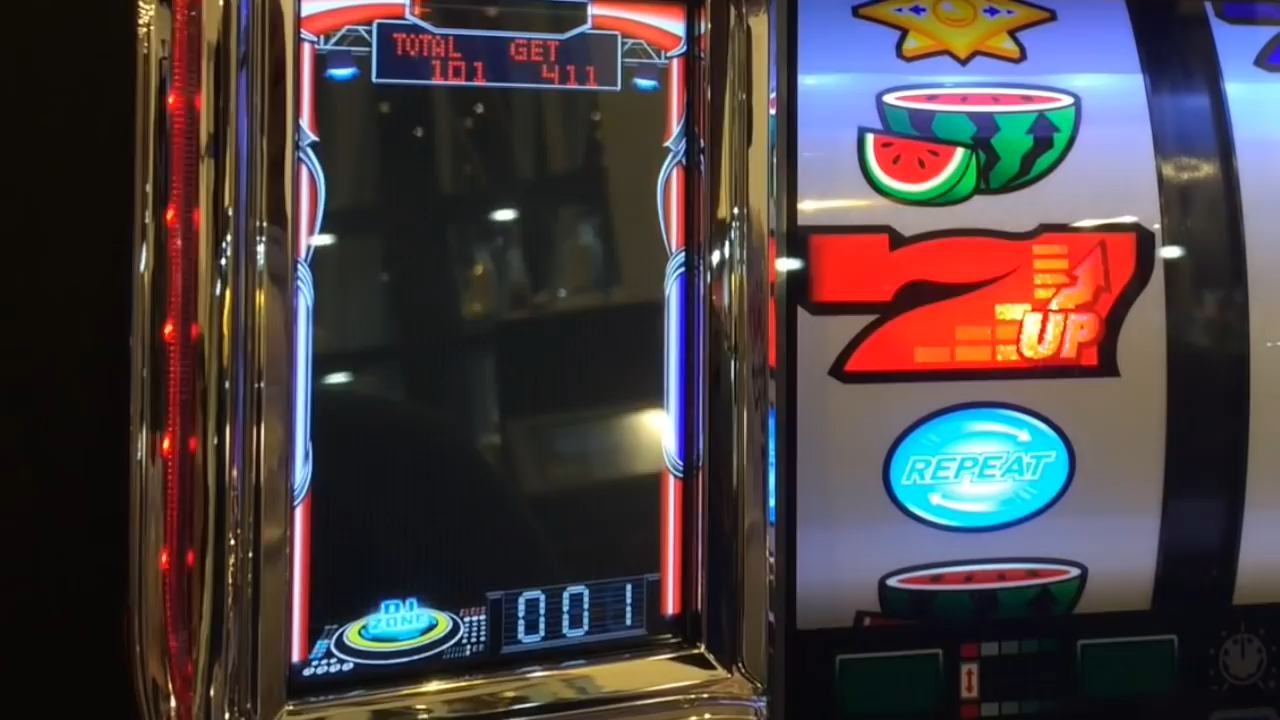 TOTAL GET
101 411
UP
REPEAT
DJ
ZONE
001